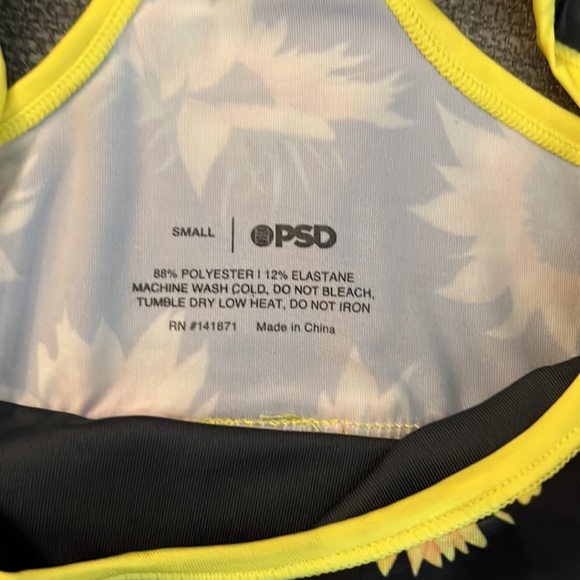 SMALL | PSD
88% POLYESTER | 12% ELASTANE
MACHINE WASH COLD, DO NOT BLEACH,
TUMBLE DRY LOW HEAT, DO NOT IRON
RN #141671 Made in China